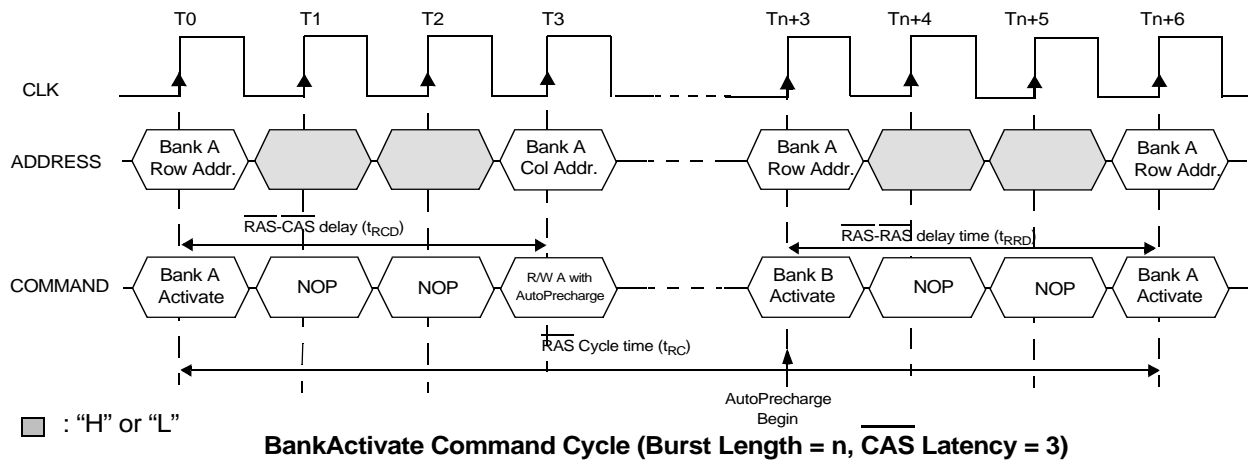 T0 T1 T2 T3 Tn+3 Tn+4 Tn+5 Tn+6
CLK
ADDRESS
Bank A
Row Addr.
Bank A
Col Addr.
Bank A
Row Addr.
Bank A
Row Addr.
RAS-CAS delay (tRCD)
RAS-RAS delay time (tRRD)
COMMAND
Bank A
Activate
NOP
NOP
R/W A with
AutoPrecharge
Bank B
Activate
NOP
NOP
Bank A
Activate
RAS Cycle time (tRC)
AutoPrecharge
Begin
: “H” or “L”
BankActivate Command Cycle (Burst Length = n, CAS Latency = 3)